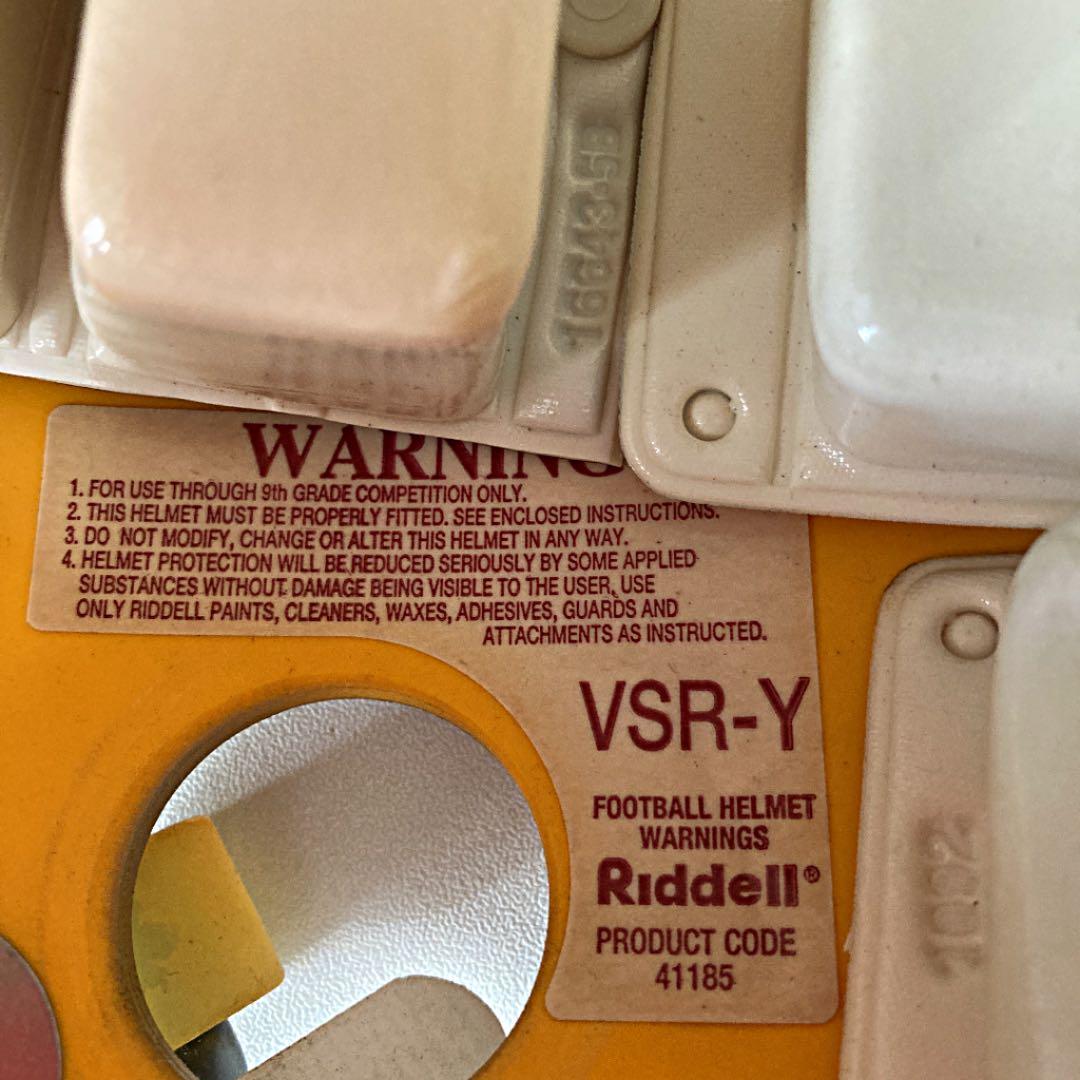 16643-5B
WARNING
1. FOR USE THROUGH 9th GRADE COMPETITION ONLY.
2. THIS HELMET MUST BE PROPERLY FITTED. SEE ENCLOSED INSTRUCTIONS.
3. DO NOT MODIFY, CHANGE OR ALTER THIS HELMET IN ANY WAY.
4. HELMET PROTECTION WILL BE REDUCED SERIOUSLY BY SOME APPLIED
SUBSTANCES WITHOUT DAMAGE BEING VISIBLE TO THE USER, USE
ONLY RIDDELL PAINTS, CLEANERS, WAXES, ADHESIVES, GUARDS AND
ATTACHMENTS AS INSTRUCTED.
VSR-Y
FOOTBALL HELMET
WARNINGS
Riddell®
PRODUCT CODE
41185